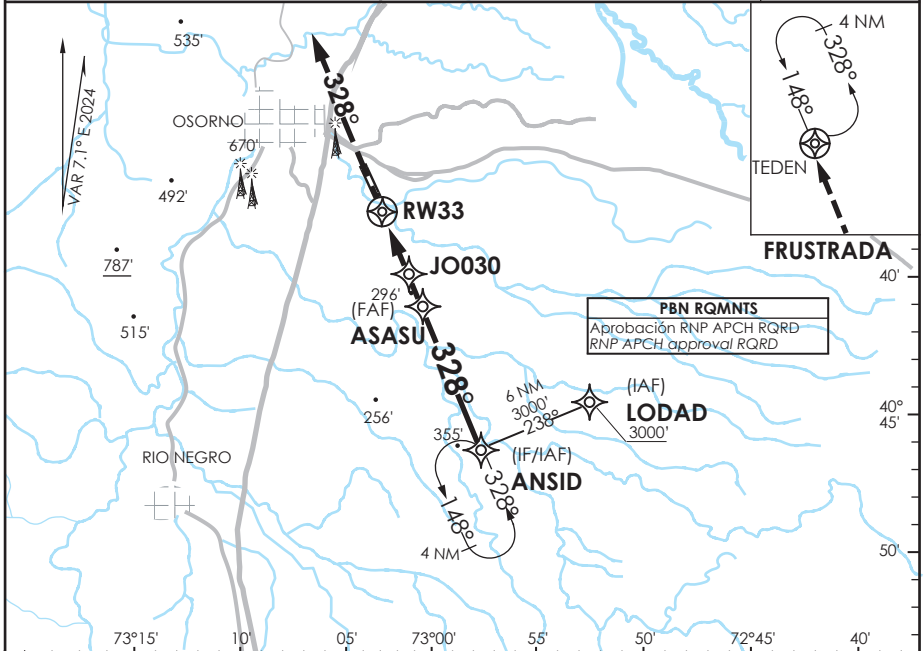 535'
4 NM
328°
148°
TEDEN
FRUSTRADA
VAR 7.1° E 2024
OSORNO
670'
492'
328°
RW33
787'
JO030
296'
(FAF)
ASASU
515'
40'
PBN RQMNTS
Aprobación RNP APCH RQRD
RNP APCH approval RQRD
328°
6 NM
3000'
238°
(IAF)
LODAD
3000'
40°
45'
256'
355'
(IF/IAF)
ANSID
RIO NEGRO
328°
148°
4 NM
50'
73°15'
10'
05'
73°00'
55'
50'
72°45'
40'